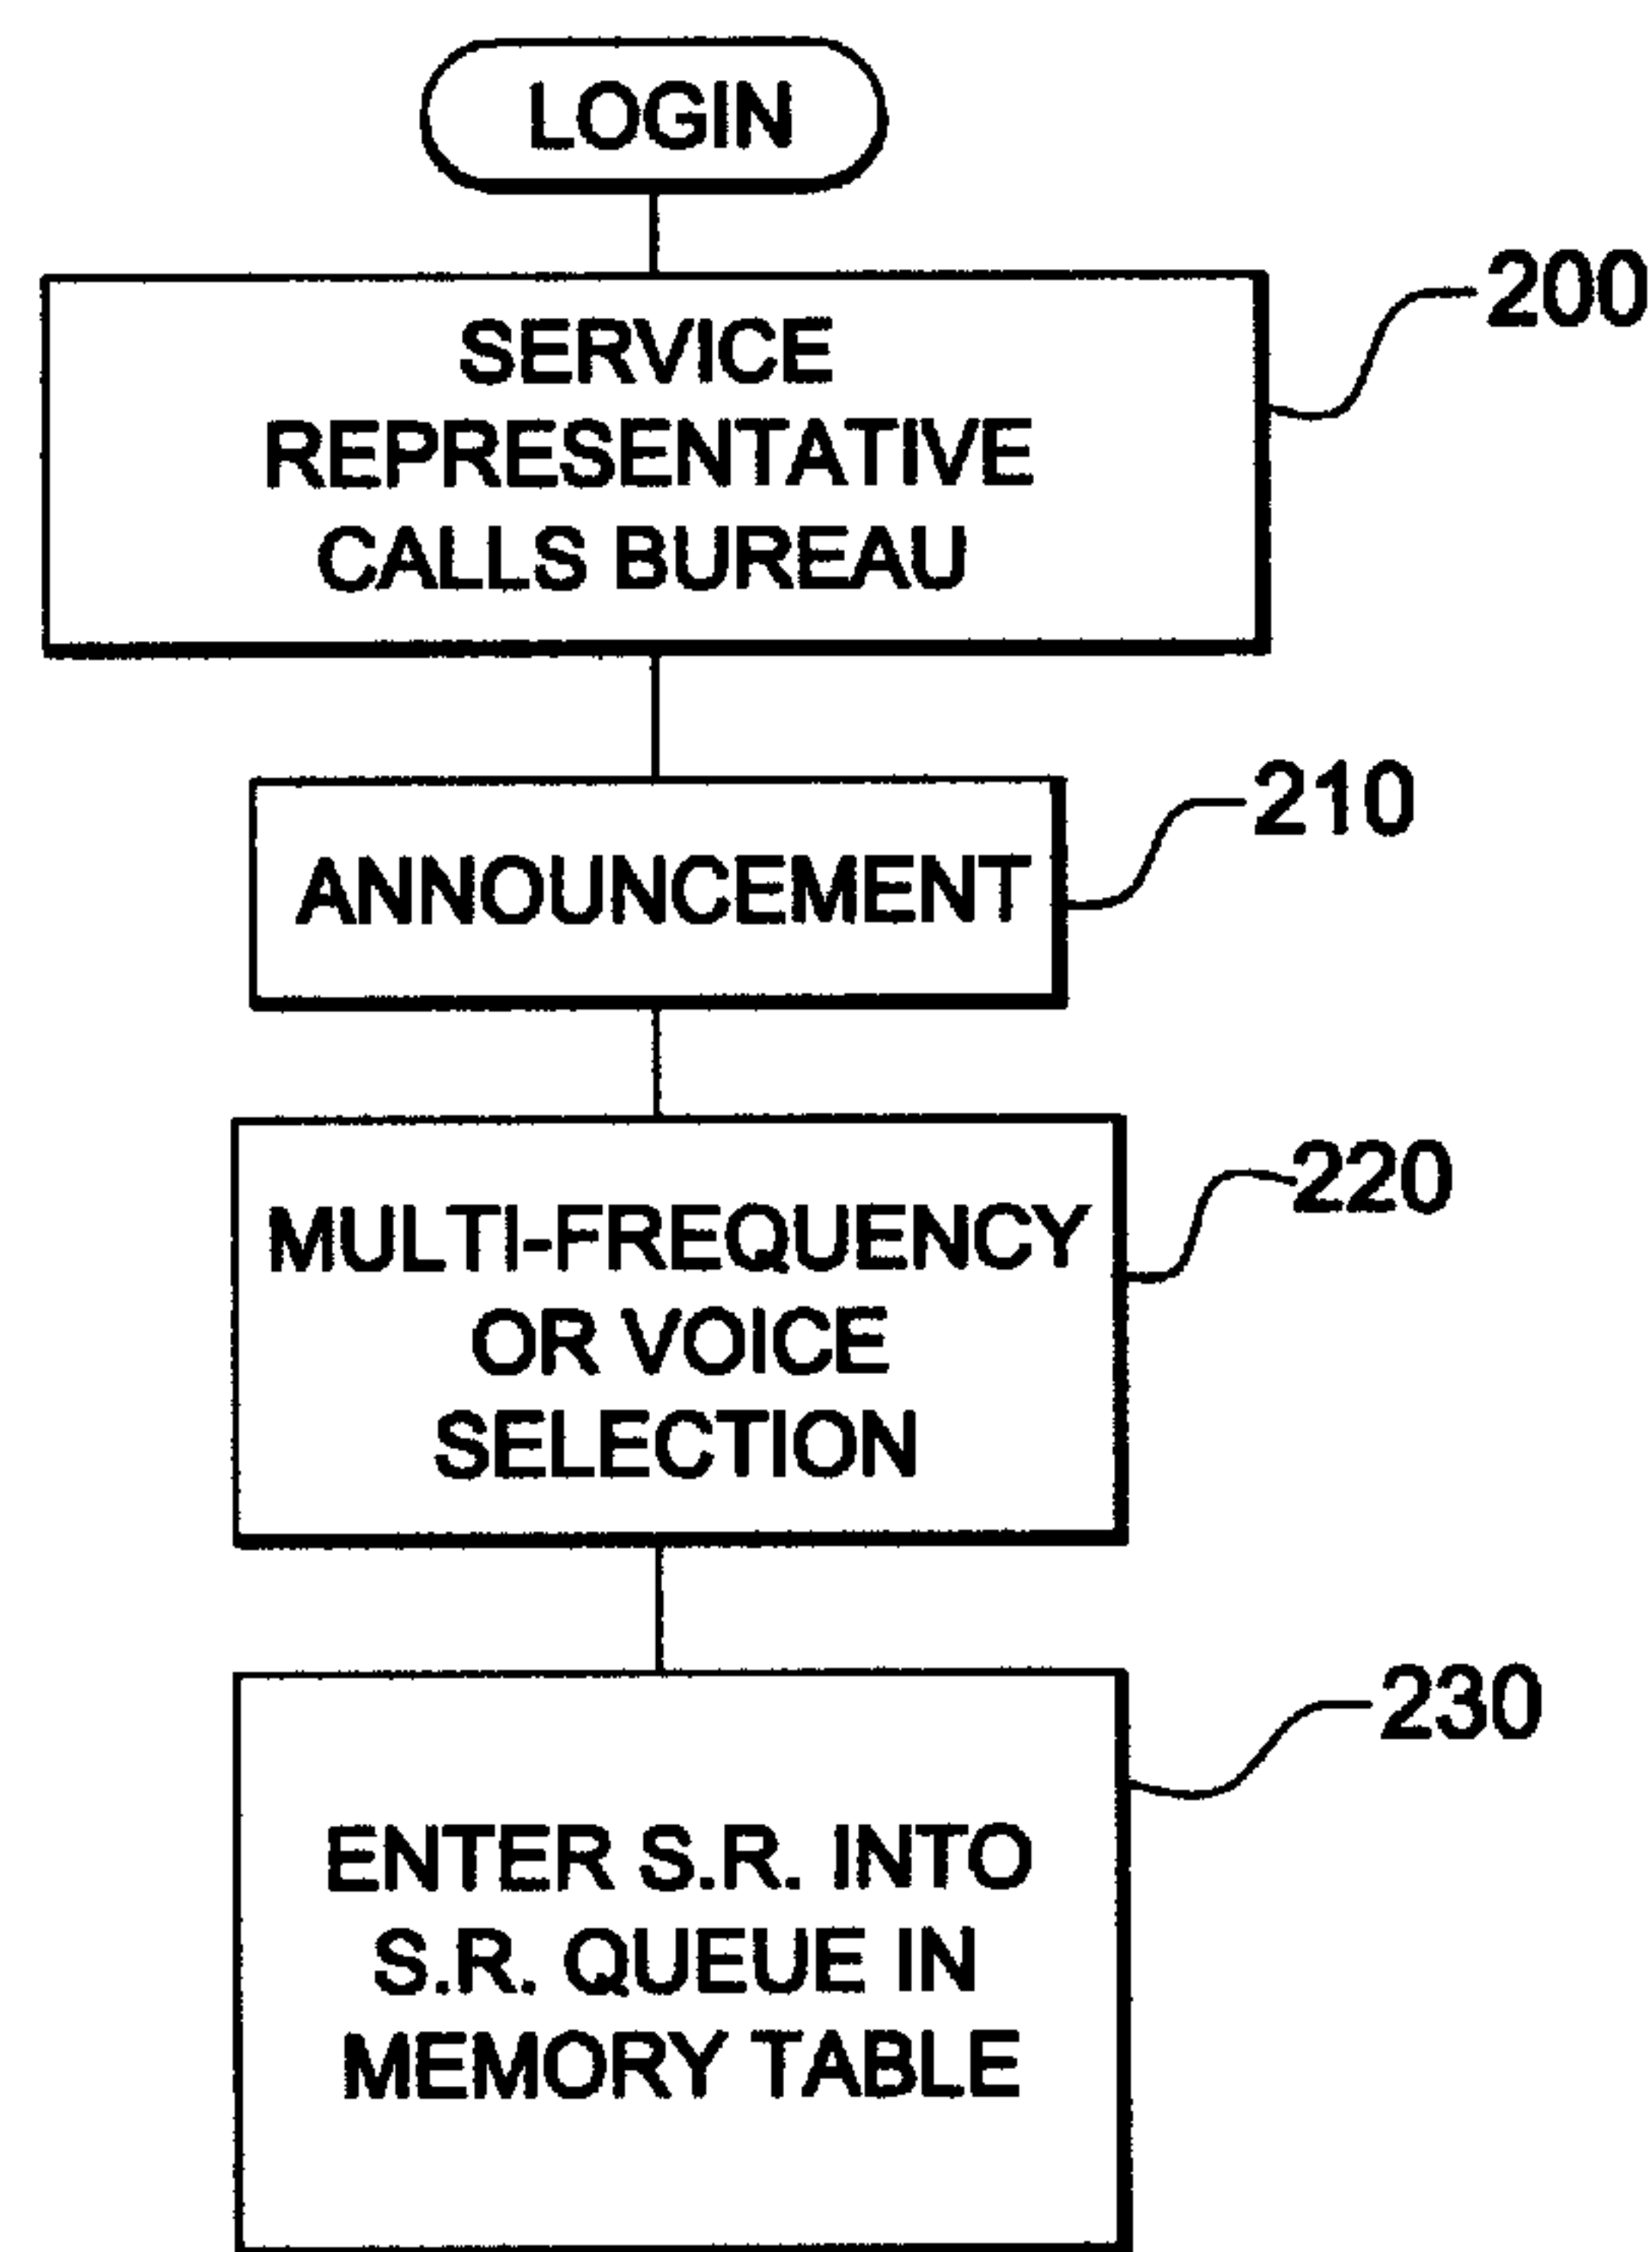 LOGIN
200
SERVICE
REPRESENTATIVE
CALLS BUREAU
210
ANNOUNCEMENT
220
MULTI-FREQUENCY
OR VOICE
SELECTION
230
ENTER S.R. INTO
S.R. QUEUE IN
MEMORY TABLE